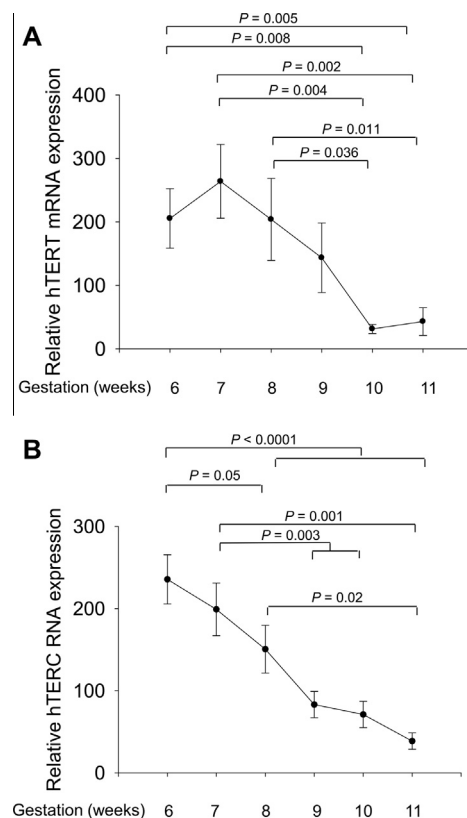 A
P = 0.005
P = 0.008
P = 0.002
P = 0.004
P = 0.011
P = 0.036
Relative hTERT mRNA expression
400
300
200
100
0
Gestation (weeks) 6 7 8 9 10 11
B
P < 0.0001
P = 0.05
P = 0.001
P = 0.003
P = 0.02
Relative hTERC RNA expression
300
200
100
0
Gestation (weeks) 6 7 8 9 10 11